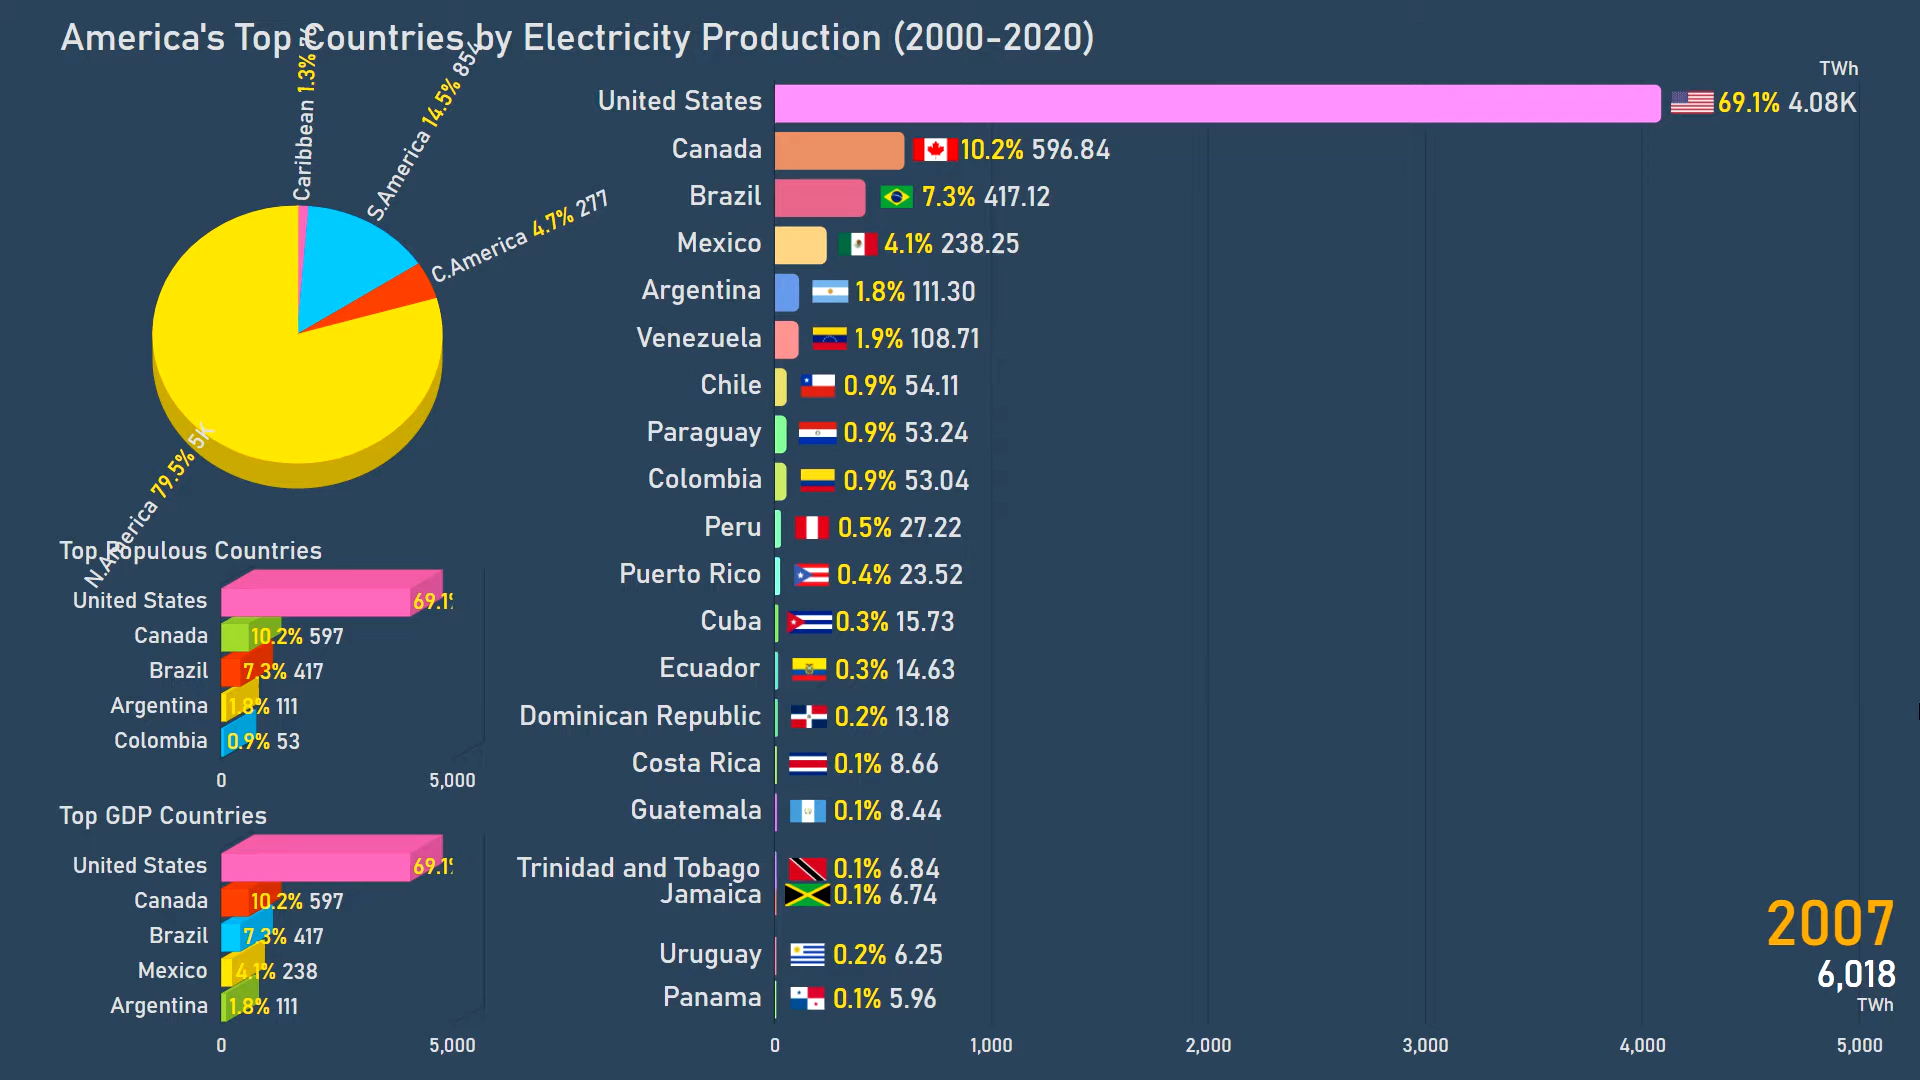 America's Top Countries by Electricity Production (2000-2020)
Caribbean 1.3%
S.America 14.5% 854
C.America 4.7% 277
N.America 79.5% 5K
TWh
United States 69.1% 4.08K
Canada 10.2% 596.84
Brazil 7.3% 417.12
Mexico 4.1% 238.25
Argentina 1.8% 111.30
Venezuela 1.9% 108.71
Chile 0.9% 54.11
Paraguay 0.9% 53.24
Colombia 0.9% 53.04
Peru 0.5% 27.22
Puerto Rico 0.4% 23.52
Cuba 0.3% 15.73
Ecuador 0.3% 14.63
Dominican Republic 0.2% 13.18
Costa Rica 0.1% 8.66
Guatemala 0.1% 8.44
Trinidad and Tobago 0.1% 6.84
Jamaica 0.1% 6.74
Uruguay 0.2% 6.25
Panama 0.1% 5.96
0 1,000 2,000 3,000 4,000 5,000
Top Populous Countries
United States 69.1
Canada 10.2% 597
Brazil 7.3% 417
Argentina 1.8% 111
Colombia 0.9% 53
0 5,000
Top GDP Countries
United States 69.1
Canada 10.2% 597
Brazil 7.3% 417
Mexico 4.1% 238
Argentina 1.8% 111
0 5,000
2007
6,018
TWh